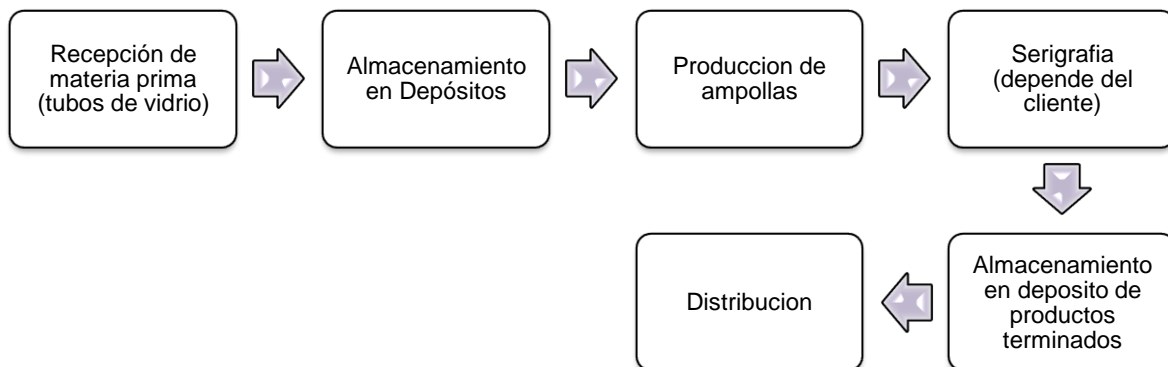 Recepción de
materia prima
(tubos de vidrio)
Almacenamiento
en Depósitos
Produccion de
ampollas
Serigrafia
(depende del
cliente)
Almacenamiento
en deposito de
productos
terminados
Distribucion